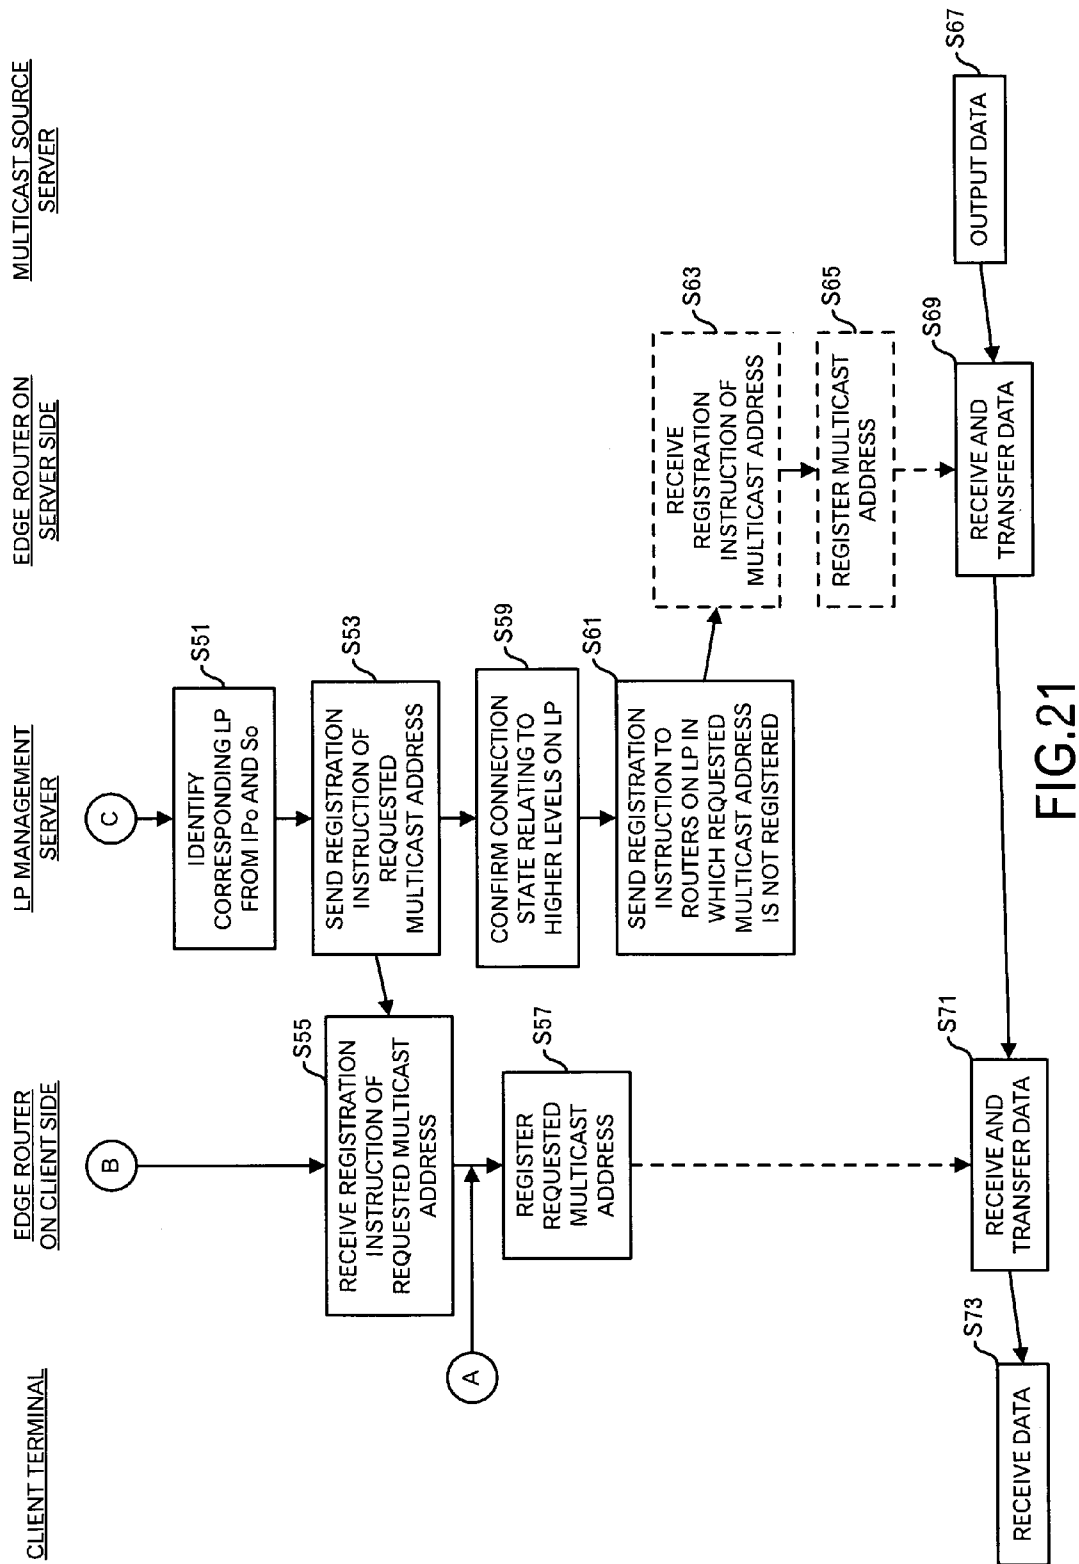 CLIENT TERMINAL
EDGE ROUTER
ON CLIENT SIDE
LP MANAGEMENT
SERVER
EDGE ROUTER ON
SERVER SIDE
MULTICAST SOURCE
SERVER
B
C
S51
IDENTIFY
CORRESPONDING LP
FROM IPo AND So
S53
SEND REGISTRATION
INSTRUCTION OF
REQUESTED
MULTICAST ADDRESS
S55
RECEIVE REGISTRATION
INSTRUCTION OF
REQUESTED MULTICAST
ADDRESS
A
S57
REGISTER
REQUESTED
MULTICAST
ADDRESS
S59
CONFIRM CONNECTION
STATE RELATING TO
HIGHER LEVELS ON LP
S61
SEND REGISTRATION
INSTRUCTION TO
ROUTERS ON LP IN
WHICH REQUESTED
MULTICAST ADDRESS
IS NOT REGISTERED
S63
RECEIVE
REGISTRATION
INSTRUCTION OF
MULTICAST ADDRESS
S65
REGISTER MULTICAST
ADDRESS
S67
OUTPUT DATA
S69
RECEIVE AND
TRANSFER DATA
S71
RECEIVE AND
TRANSFER DATA
S73
RECEIVE DATA
FIG.21